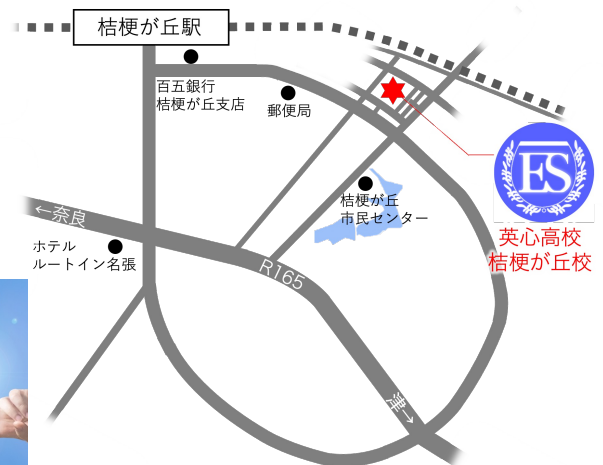 桔梗が丘駅
百五銀行
桔梗が丘支店
郵便局
ES
英心高校
桔梗が丘校
桔梗が丘
市民センター
←奈良
ホテル
ルートイン名張
R165
津→